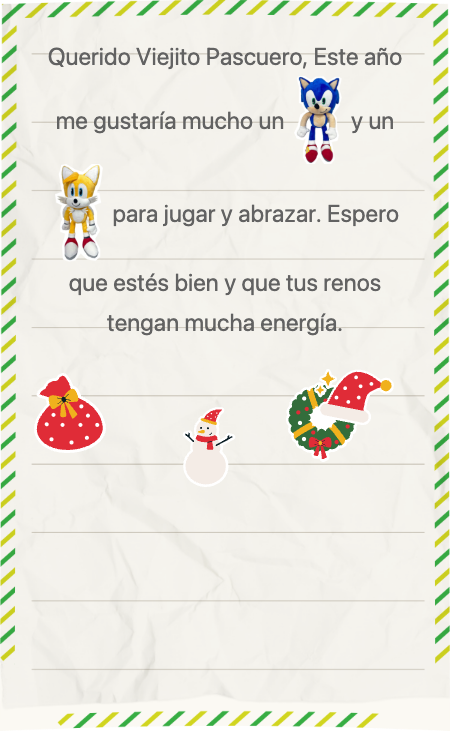 Querido Viejito Pascuero, Este año
me gustaría mucho un y un
para jugar y abrazar. Espero
que estés bien y que tus renos
tengan mucha energía.